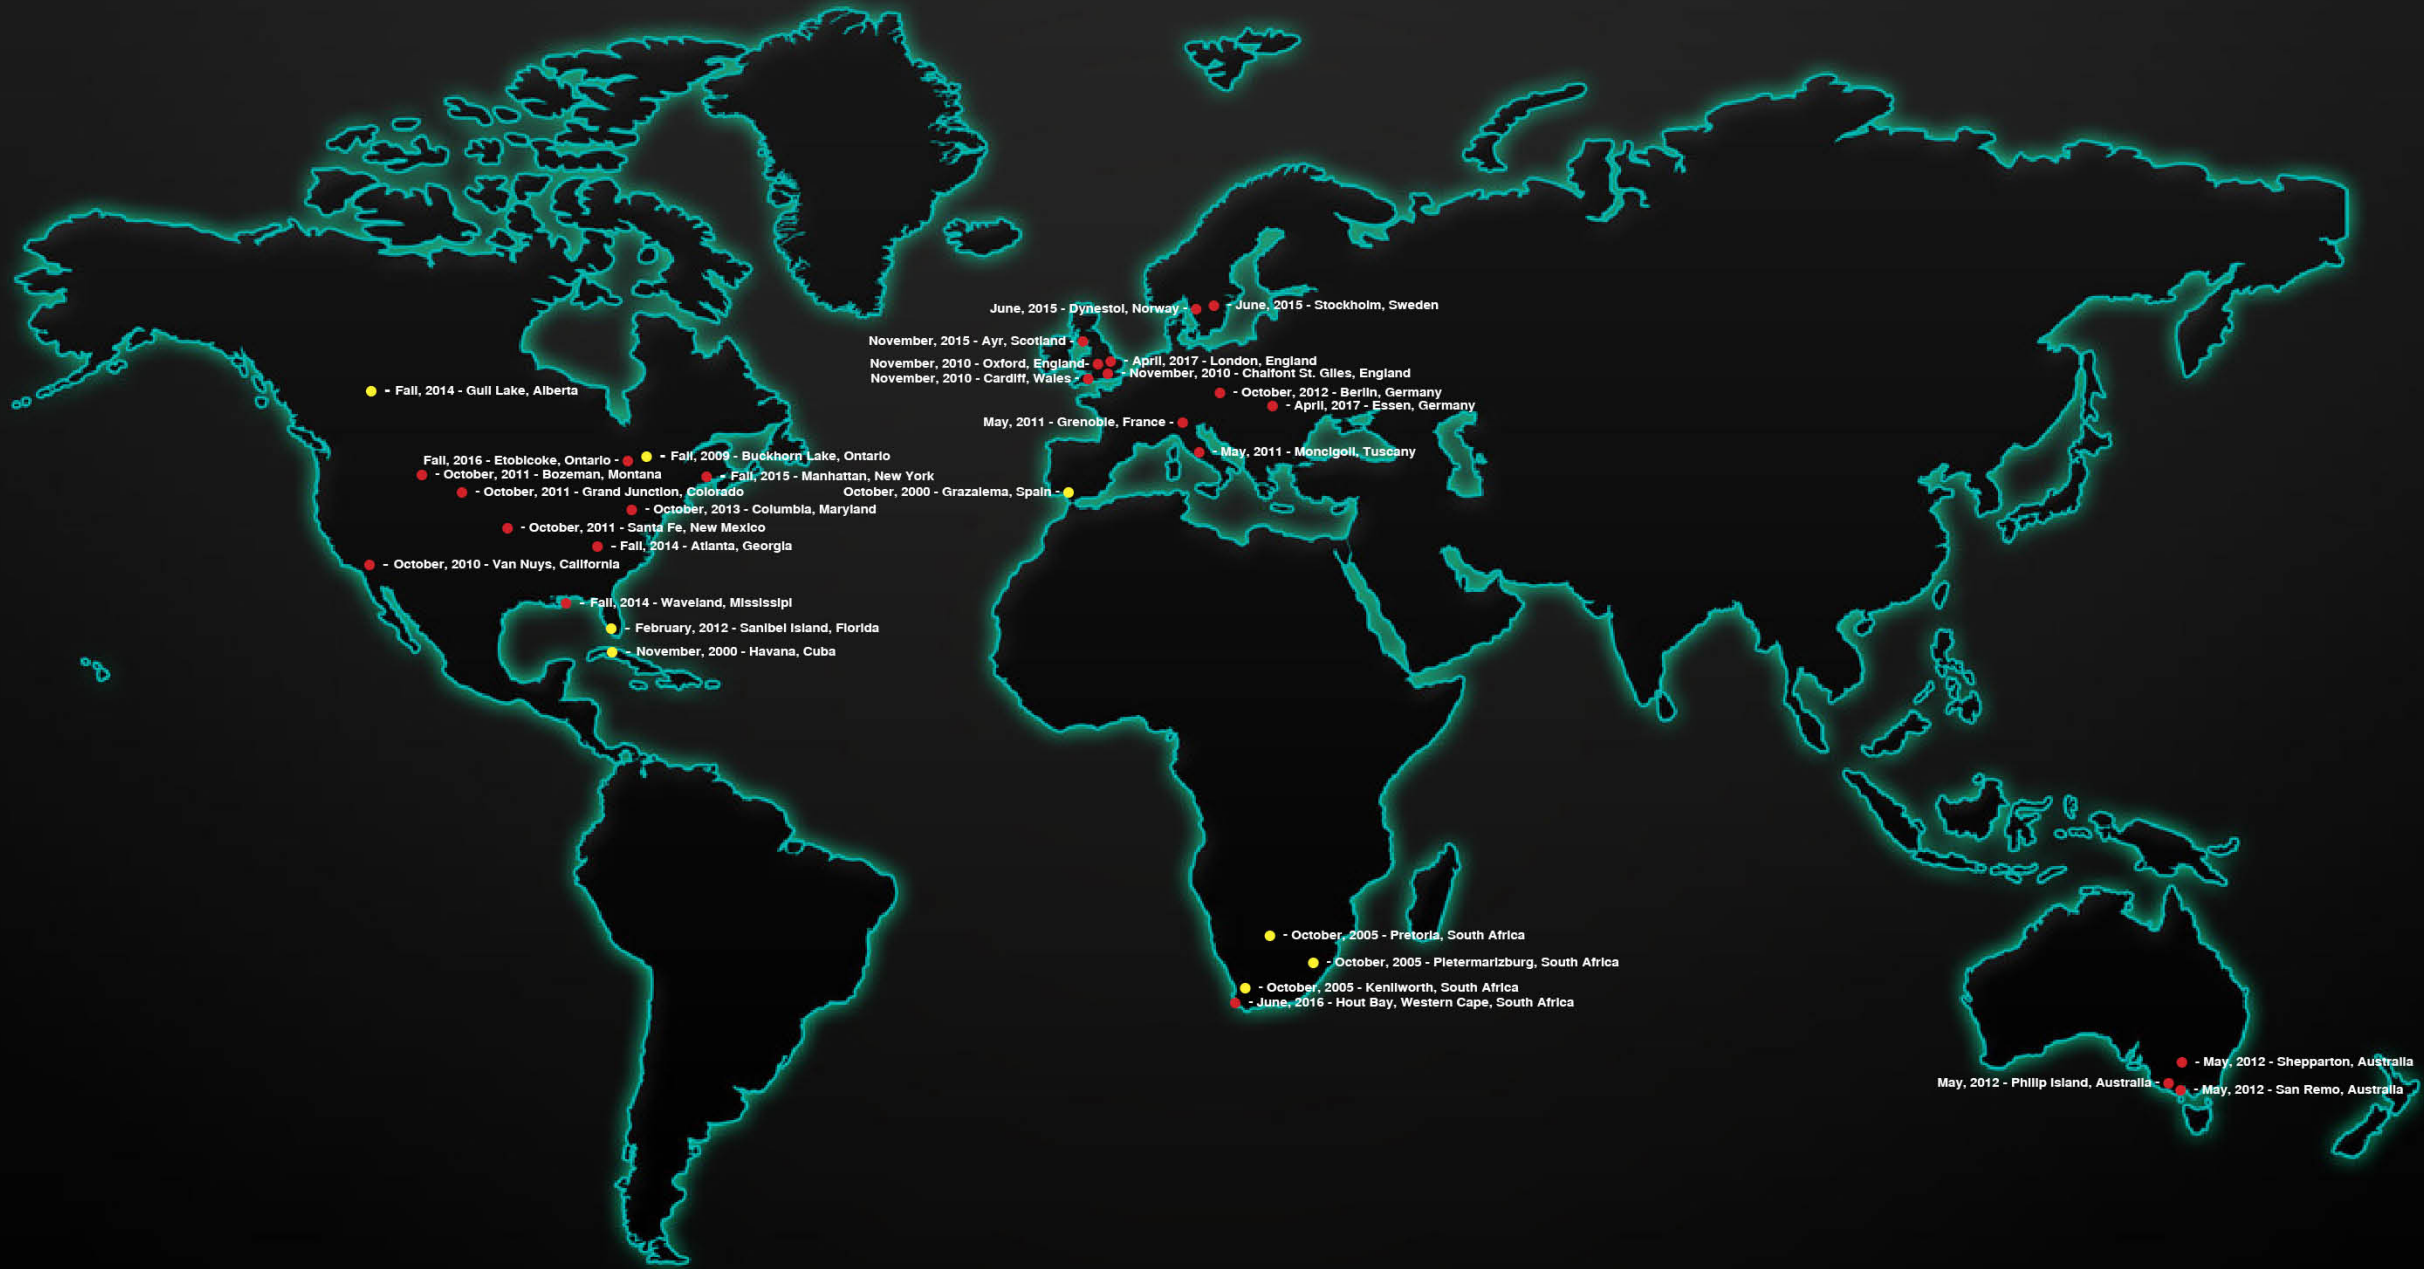 June, 2015 - Dynestol, Norway -
- June, 2015 - Stockholm, Sweden
November, 2015 - Ayr, Scotland -
November, 2010 - Oxford, England-
- April, 2017 - London, England
- November, 2010 - Chalfont St. Giles, England
November, 2010 - Cardiff, Wales -
- Fall, 2014 - Gull Lake, Alberta
- October, 2012 - Berlin, Germany
- April, 2017 - Essen, Germany
May, 2011 - Grenoble, France -
- May, 2011 - Moncigoli, Tuscany
Fall, 2016 - Etobicoke, Ontario -
- Fall, 2009 - Buckhorn Lake, Ontario
- October, 2011 - Bozeman, Montana
- Fall, 2015 - Manhattan, New York
- October, 2011 - Grand Junction, Colorado
October, 2000 - Grazalema, Spain -
- October, 2013 - Columbia, Maryland
- October, 2011 - Santa Fe, New Mexico
- Fall, 2014 - Atlanta, Georgia
- October, 2010 - Van Nuys, California
- Fall, 2014 - Waveland, Mississipi
- February, 2012 - Sanibel Island, Florida
- November, 2000 - Havana, Cuba
- October, 2005 - Pretoria, South Africa
- October, 2005 - Pietermarizburg, South Africa
- October, 2005 - Kenilworth, South Africa
- June, 2016 - Hout Bay, Western Cape, South Africa
- May, 2012 - Shepparton, Australia
May, 2012 - Philip Island, Australia -
- May, 2012 - San Remo, Australia